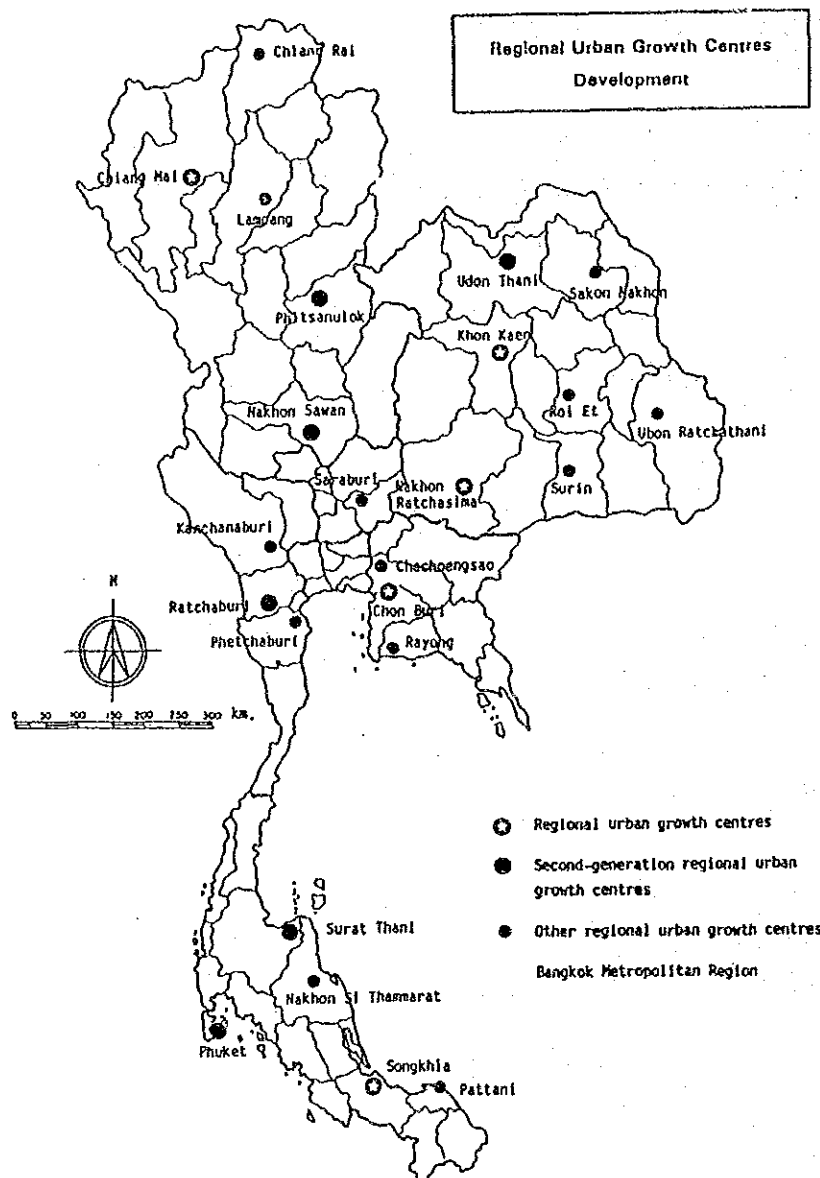 Regional Urban Growth Centres
Development
Chiang Rai
Chiang Mai
Lampang
Udon Thani
Sakon Nakhon
Phitsanulok
Khon Kaen
Nakhon Sawan
Roi Et
Ubon Ratchathani
Saraburi
Nakhon
Ratchasima
Surin
Kanchanaburi
Chachoengsao
N
Ratchaburi
Chon Buri
Phetchaburi
Rayong
0 50 100 150 200 250 300 km.
Regional urban growth centres
Second-generation regional urban
growth centres
Surat Thani
Other regional urban growth centres
Bangkok Metropolitan Region
Nakhon Si Thammarat
Phuket
Songkhla
Pattani